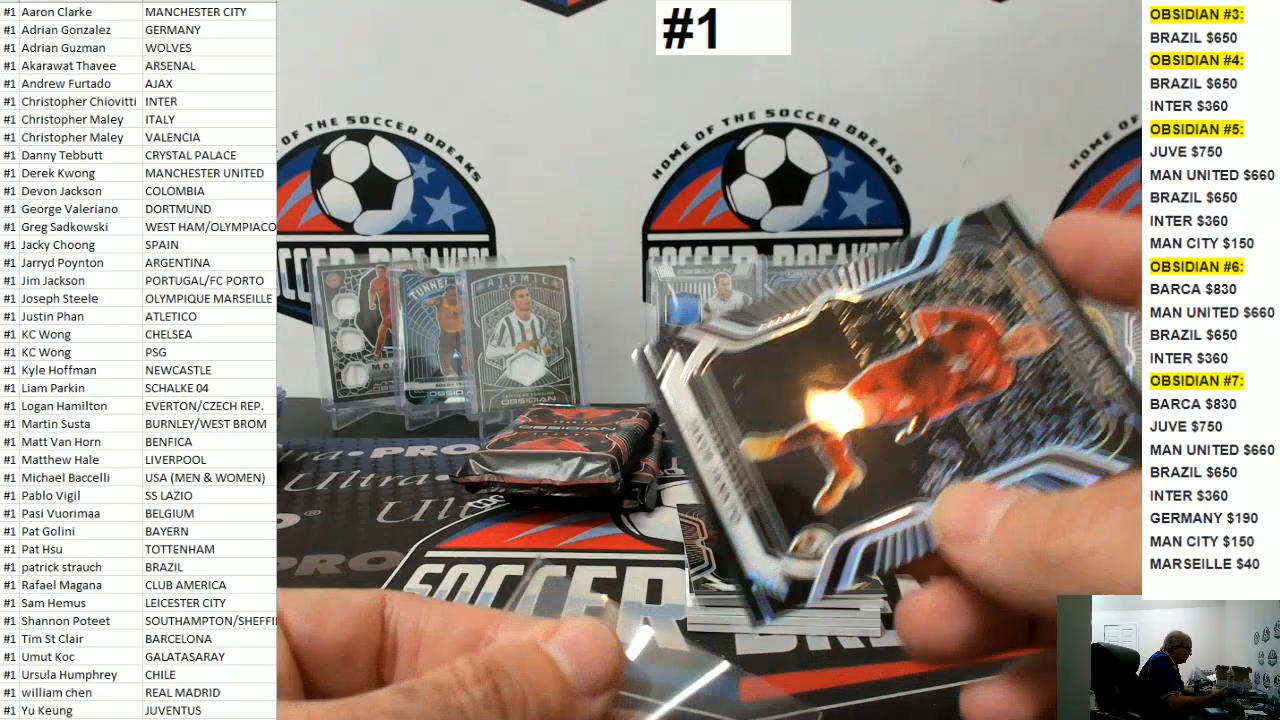 #1 Aaron Clarke MANCHESTER CITY
#1 Adrian Gonzalez GERMANY
#1 Adrian Guzman WOLVES
#1 Akarawat Thavee ARSENAL
#1 Andrew Furtado AJAX
#1 Christopher Chiovitti INTER
#1 Christopher Maley ITALY
#1 Christopher Maley VALENCIA
#1 Danny Tebbutt CRYSTAL PALACE
#1 Derek Kwong MANCHESTER UNITED
#1 Devon Jackson COLOMBIA
#1 George Valeriano DORTMUND
#1 Greg Sadkowski WEST HAM/OLYMPIACO
#1 Jacky Choong SPAIN
#1 Jarryd Poynton ARGENTINA
#1 Jim Jackson PORTUGAL/FC PORTO
#1 Joseph Steele OLYMPIQUE MARSEILLE
#1 Justin Phan ATLETICO
#1 KC Wong CHELSEA
#1 KC Wong PSG
#1 Kyle Hoffman NEWCASTLE
#1 Liam Parkin SCHALKE 04
#1 Logan Hamilton EVERTON/CZECH REP.
#1 Martin Susta BURNLEY/WEST BROM
#1 Matt Van Horn BENFICA
#1 Matthew Hale LIVERPOOL
#1 Michael Baccelli USA (MEN & WOMEN)
#1 Pablo Vigil SS LAZIO
#1 Pasi Vuorimaa BELGIUM
#1 Pat Golini BAYERN
#1 Pat Hsu TOTTENHAM
#1 patrick strauch BRAZIL
#1 Rafael Magana CLUB AMERICA
#1 Sam Hemus LEICESTER CITY
#1 Shannon Poteet SOUTHAMPTON/SHEFFI
#1 Tim St Clair BARCELONA
#1 Umut Koc GALATASARAY
#1 Ursula Humphrey CHILE
#1 william chen REAL MADRID
#1 Yu Keung JUVENTUS
#1
HOME OF THE SOCCER BREAKS
SOCCER BREAKERS
HOME OF THE SOCCER BREAKS
SOCCER BREAKERS
HOME OF
TUNNEL
ATOMIC
OBSIDIAN
OBSIDIAN
OBSIDIAN
Ultra PRO
Ultra
PRO
SOCCER
OBSIDIAN #3:
BRAZIL $650
OBSIDIAN #4:
BRAZIL $650
INTER $360
OBSIDIAN #5:
JUVE $750
MAN UNITED $660
BRAZIL $650
INTER $360
MAN CITY $150
OBSIDIAN #6:
BARCA $830
MAN UNITED $660
BRAZIL $650
INTER $360
OBSIDIAN #7:
BARCA $830
JUVE $750
MAN UNITED $660
BRAZIL $650
INTER $360
GERMANY $190
MAN CITY $150
MARSEILLE $40